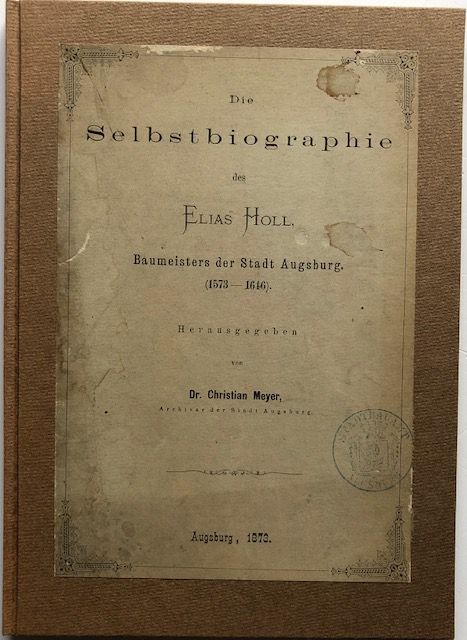 Die
Selbstbiographie
des
ELIAS HOLL,
Baumeisters der Stadt Augsburg.
(1573—1646).
Herausgegeben
von
Dr. Christian Meyer,
Archivar der Stadt Augsburg.
Augsburg, 1873.